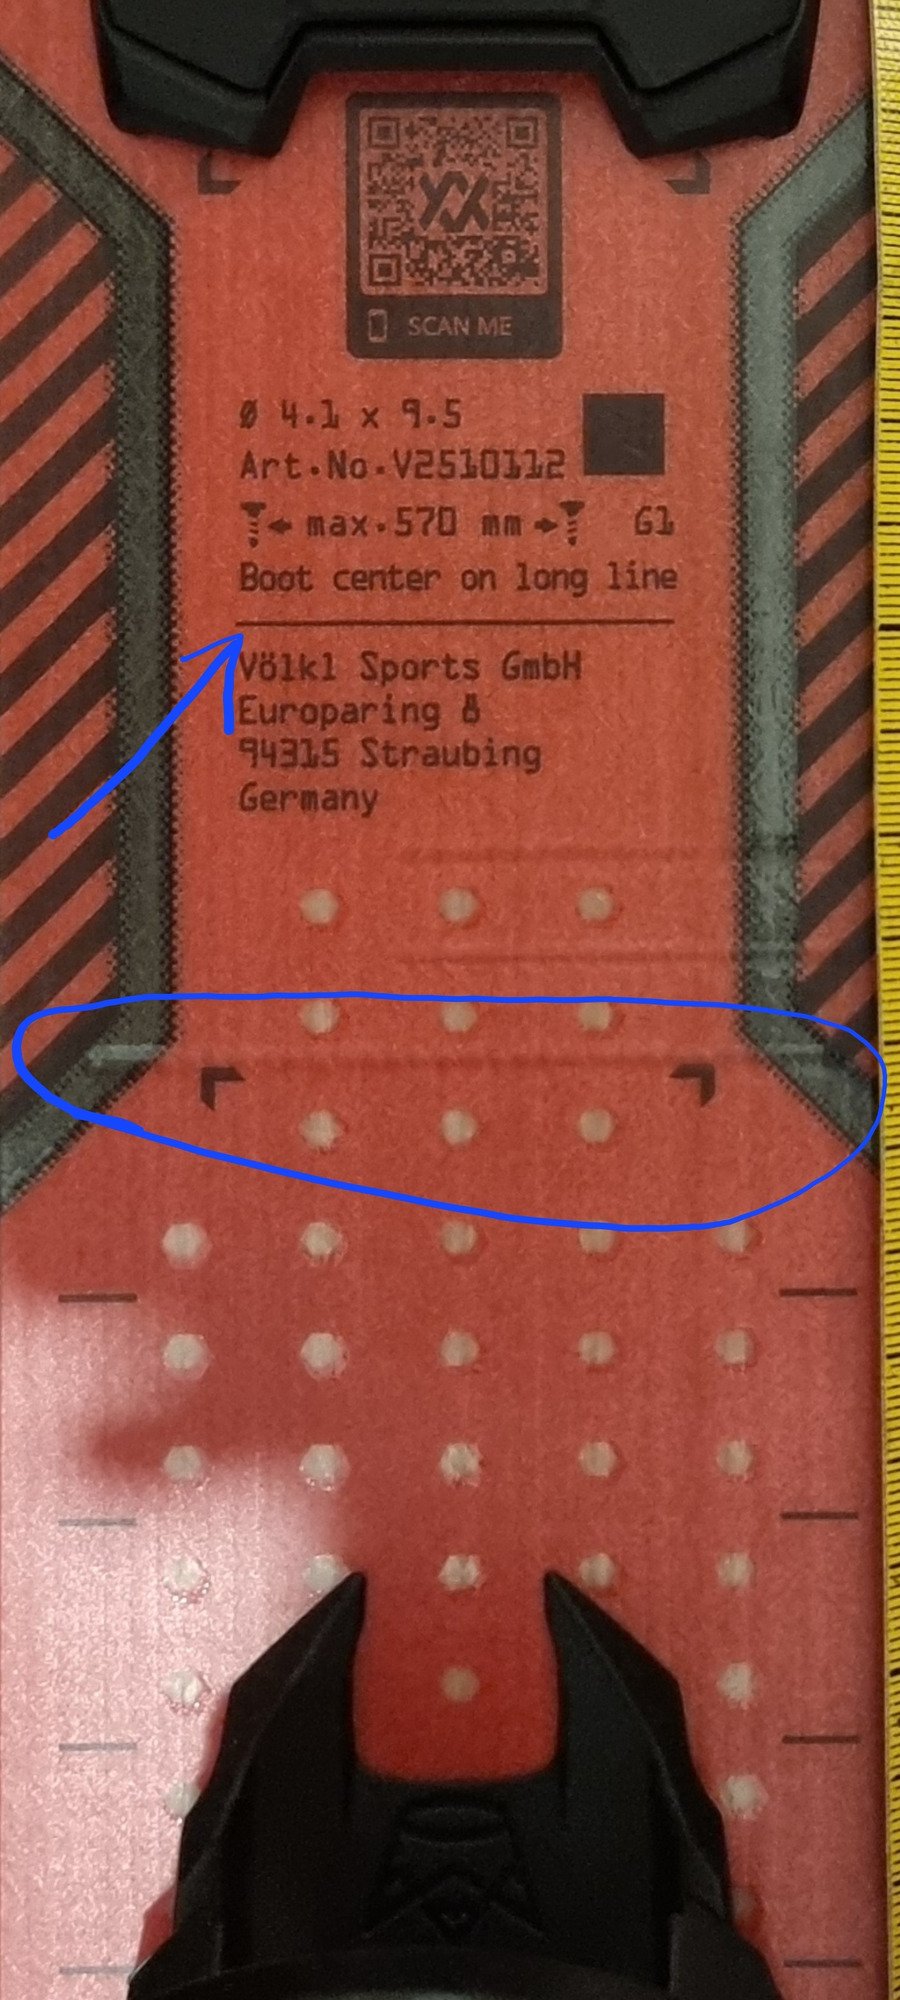 SCAN ME
Ø 4.1 x 9.5
Art.No.V2510112
max.570 mm G1
Boot center on long line
Völkl Sports GmbH
Europaring 8
94315 Straubing
Germany